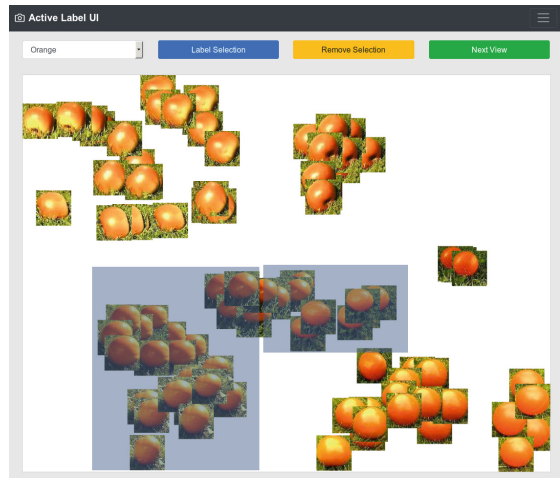 Active Label UI
Orange
Label Selection
Remove Selection
Next View